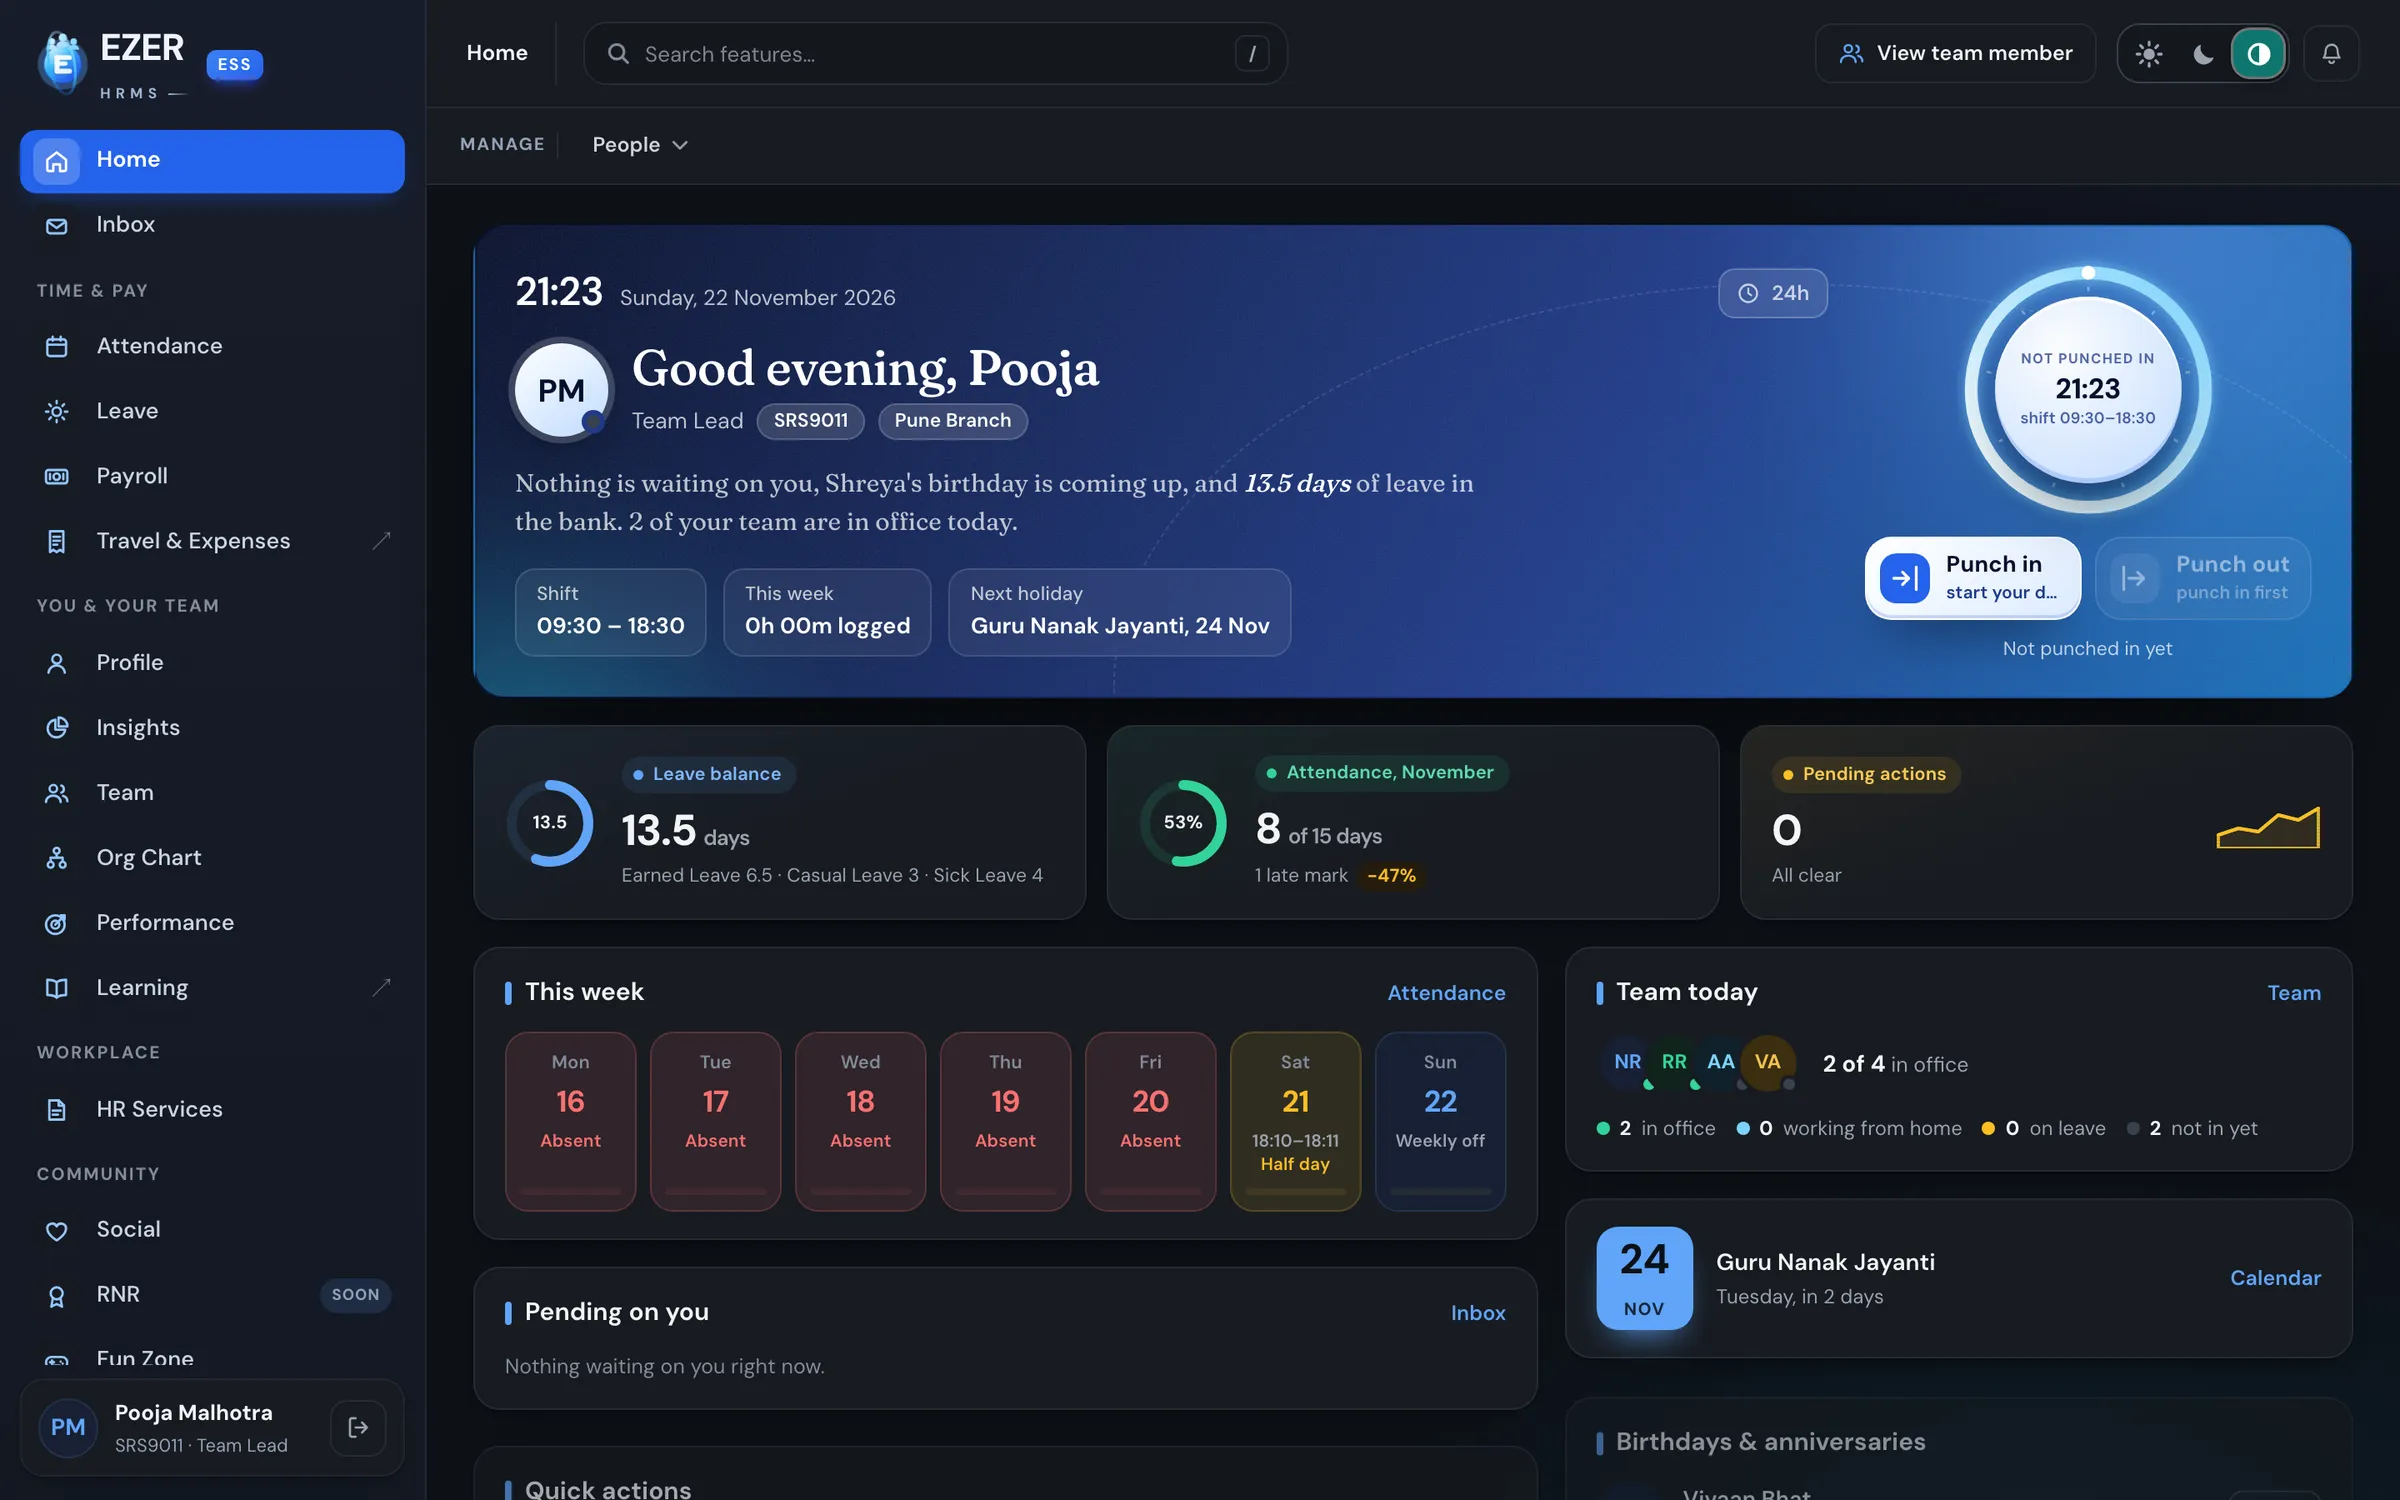 EZER
HRMS
ESS
Home
Inbox
TIME & PAY
Attendance
Leave
Payroll
Travel & Expenses
YOU & YOUR TEAM
Profile
Insights
Team
Org Chart
Performance
Learning
WORKPLACE
HR Services
COMMUNITY
Social
RNR SOON
Fun Zone
PM
Pooja Malhotra
SRS9011 · Team Lead
Home
Search features...
/
View team member
MANAGE
People
21:23 Sunday, 22 November 2026
24h
PM
Good evening, Pooja
Team Lead SRS9011 Pune Branch
Nothing is waiting on you, Shreya's birthday is coming up, and 13.5 days of leave in
the bank. 2 of your team are in office today.
Shift
09:30 – 18:30
This week
0h 00m logged
Next holiday
Guru Nanak Jayanti, 24 Nov
NOT PUNCHED IN
21:23
shift 09:30–18:30
Punch in
start your d...
Punch out
punch in first
Not punched in yet
13.5
Leave balance
13.5 days
Earned Leave 6.5 · Casual Leave 3 · Sick Leave 4
53%
Attendance, November
8 of 15 days
1 late mark -47%
Pending actions
0
All clear
This week
Attendance
Mon
16
Absent
Tue
17
Absent
Wed
18
Absent
Thu
19
Absent
Fri
20
Absent
Sat
21
18:10–18:11
Half day
Sun
22
Weekly off
Team today
Team
NR RR AA VA
2 of 4 in office
2 in office 0 working from home 0 on leave 2 not in yet
24
NOV
Guru Nanak Jayanti
Tuesday, in 2 days
Calendar
Pending on you
Inbox
Nothing waiting on you right now.
Birthdays & anniversaries
Vivaan Bhat
Quick actions